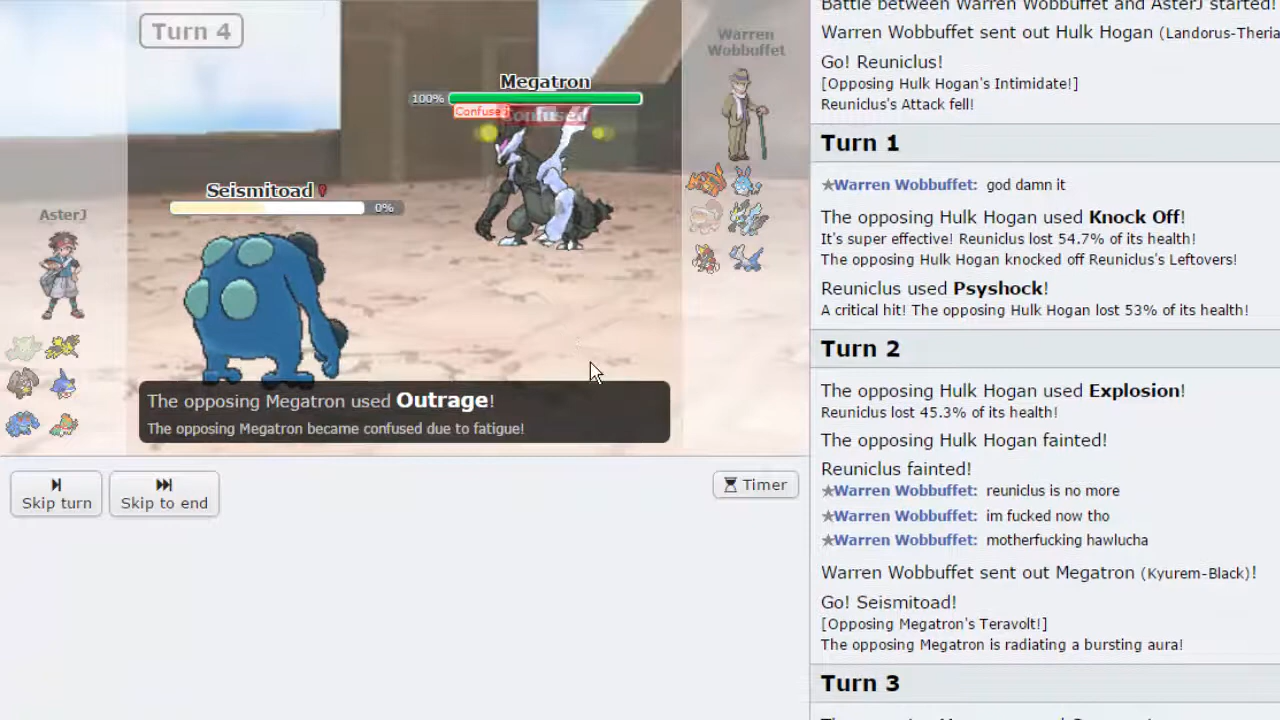 Turn 4
Megatron
100%
Confused
Confused
Seismitoad
0%
AsterJ
Warren
Wobbuffet
The opposing Megatron used Outrage!
The opposing Megatron became confused due to fatigue!
Skip turn
Skip to end
Timer
Battle between Warren Wobbuffet and AsterJ started!
Warren Wobbuffet sent out Hulk Hogan (Landorus-Theria
Go! Reuniclus!
[Opposing Hulk Hogan's Intimidate!]
Reuniclus's Attack fell!
Turn 1
★Warren Wobbuffet: god damn it
The opposing Hulk Hogan used Knock Off!
It's super effective! Reuniclus lost 54.7% of its health!
The opposing Hulk Hogan knocked off Reuniclus's Leftovers!
Reuniclus used Psyshock!
A critical hit! The opposing Hulk Hogan lost 53% of its health!
Turn 2
The opposing Hulk Hogan used Explosion!
Reuniclus lost 45.3% of its health!
The opposing Hulk Hogan fainted!
Reuniclus fainted!
★Warren Wobbuffet: reuniclus is no more
★Warren Wobbuffet: im fucked now tho
★Warren Wobbuffet: motherfucking hawlucha
Warren Wobbuffet sent out Megatron (Kyurem-Black)!
Go! Seismitoad!
[Opposing Megatron's Teravolt!]
The opposing Megatron is radiating a bursting aura!
Turn 3